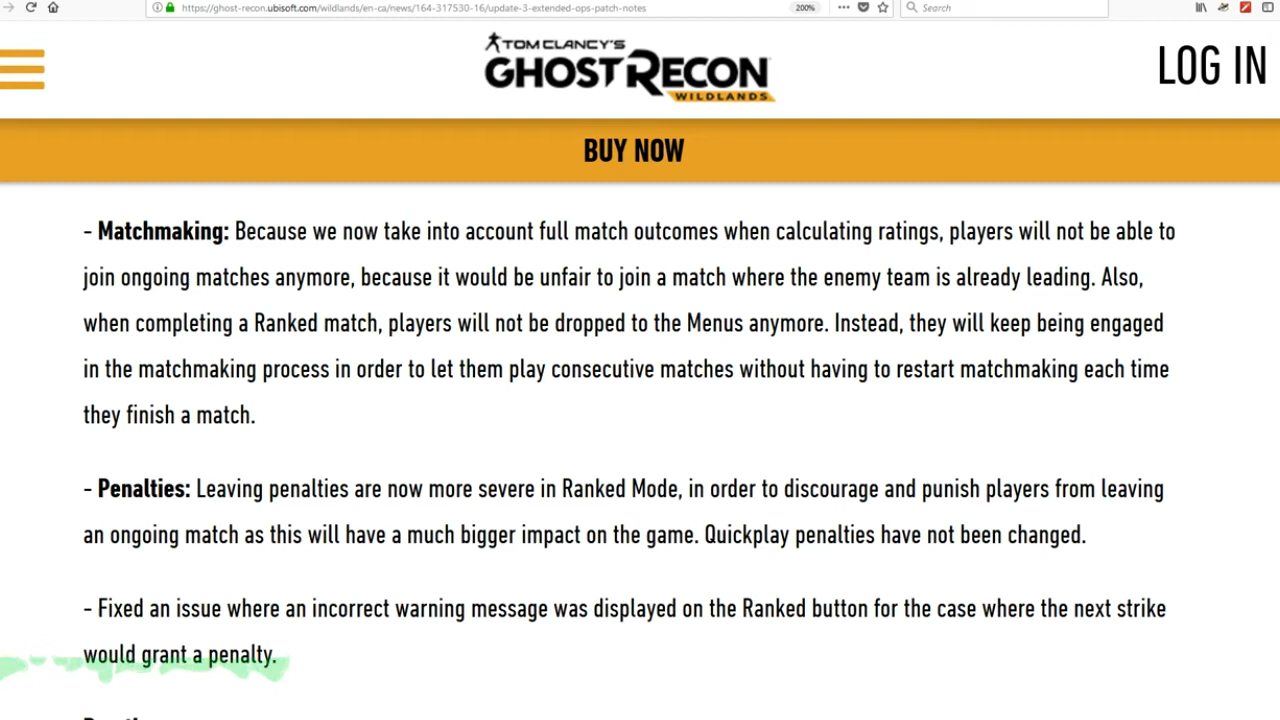 https://ghost-recon.ubisoft.com/wildlands/en-ca/news/164-317530-16/update-3-extended-ops-patch-notes
200%
Search
TOM CLANCY'S
GHOST RECON
WILDLANDS
LOG IN
BUY NOW
- Matchmaking: Because we now take into account full match outcomes when calculating ratings, players will not be able to
join ongoing matches anymore, because it would be unfair to join a match where the enemy team is already leading. Also,
when completing a Ranked match, players will not be dropped to the Menus anymore. Instead, they will keep being engaged
in the matchmaking process in order to let them play consecutive matches without having to restart matchmaking each time
they finish a match.
- Penalties: Leaving penalties are now more severe in Ranked Mode, in order to discourage and punish players from leaving
an ongoing match as this will have a much bigger impact on the game. Quickplay penalties have not been changed.
- Fixed an issue where an incorrect warning message was displayed on the Ranked button for the case where the next strike
would grant a penalty.